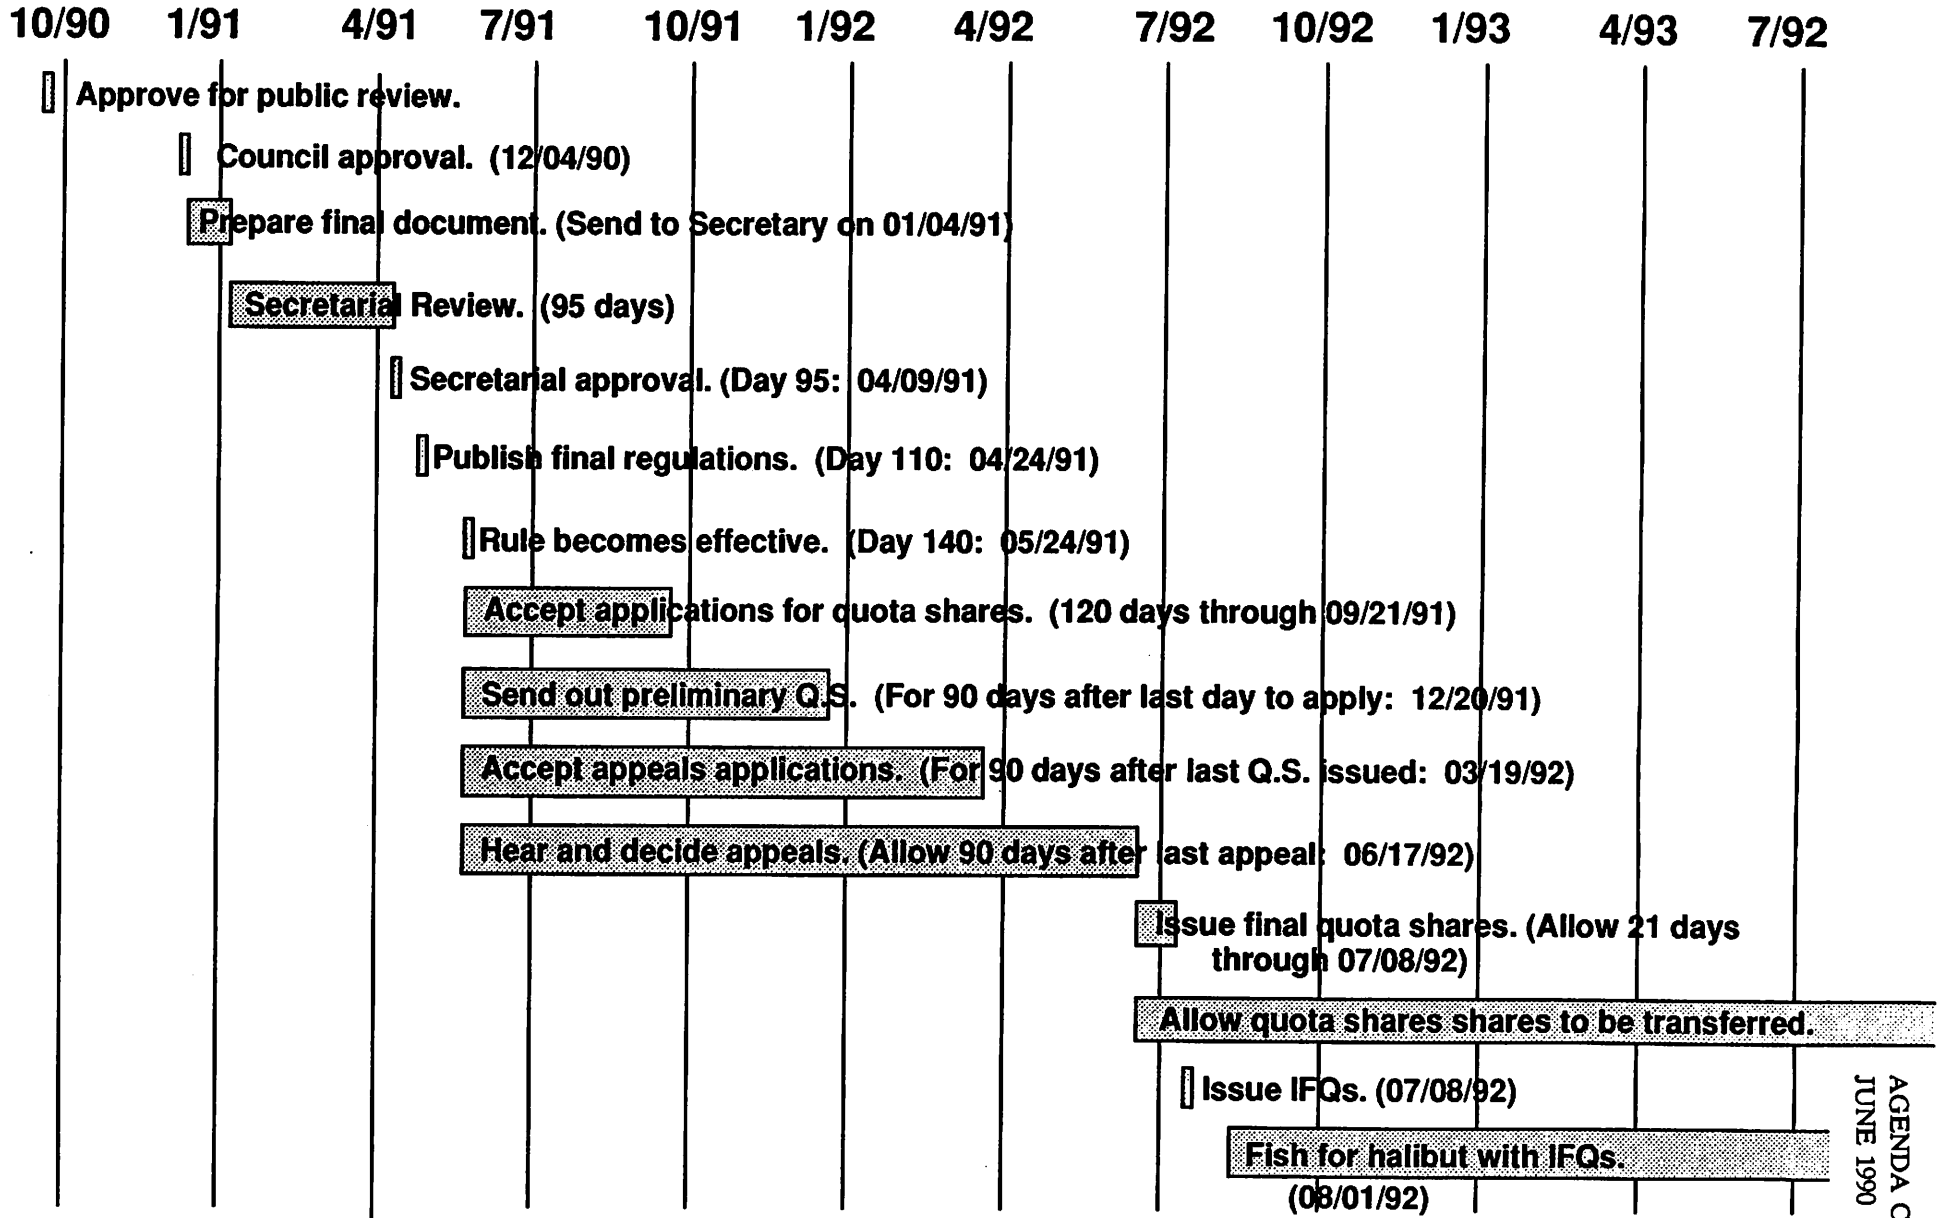 10/90 1/91 4/91 7/91 10/91 1/92 4/92 7/92 10/92 1/93 4/93 7/92
Approve for public review.
Council approval. (12/04/90)
Prepare final document. (Send to Secretary on 01/04/91)
Secretarial Review. (95 days)
Secretarial approval. (Day 95: 04/09/91)
Publish final regulations. (Day 110: 04/24/91)
Rule becomes effective. (Day 140: 05/24/91)
Accept applications for quota shares. (120 days through 09/21/91)
Send out preliminary Q.S. (For 90 days after last day to apply: 12/20/91)
Accept appeals applications. (For 90 days after last Q.S. issued: 03/19/92)
Hear and decide appeals. (Allow 90 days after last appeal: 06/17/92)
Issue final quota shares. (Allow 21 days
through 07/08/92)
Allow quota shares shares to be transferred.
Issue IFQs. (07/08/92)
Fish for halibut with IFQs.
(08/01/92)
AGENDA
JUNE 1990